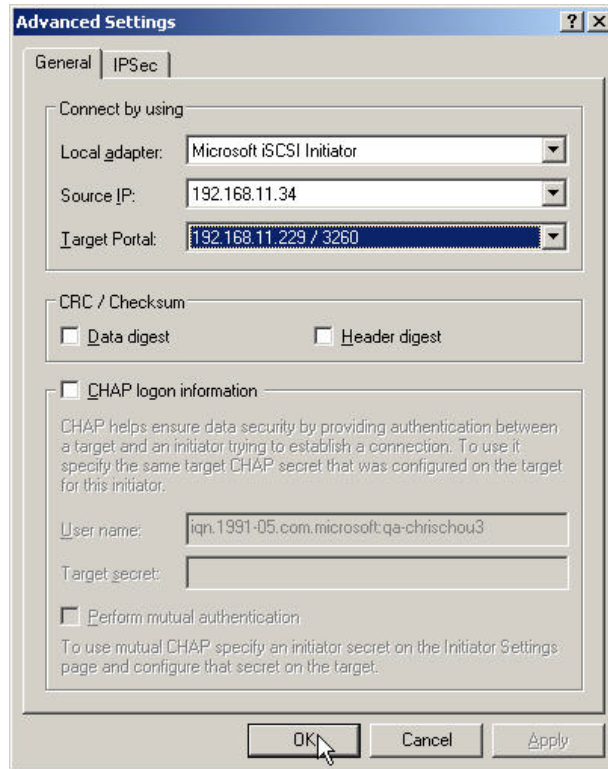 Advanced Settings
General IPSec
Connect by using
Local adapter: Microsoft iSCSI Initiator
Source IP: 192.168.11.34
Target Portal: 192.168.11.229 / 3260
CRC / Checksum
Data digest Header digest
CHAP logon information
CHAP helps ensure data security by providing authentication between
a target and an initiator trying to establish a connection. To use it
specify the same target CHAP secret that was configured on the target
for this initiator.
User name: iqn.1991-05.com.microsoft:qa-chrischou3
Target secret:
Perform mutual authentication
To use mutual CHAP specify an initiator secret on the Initiator Settings
page and configure that secret on the target.
OK Cancel Apply